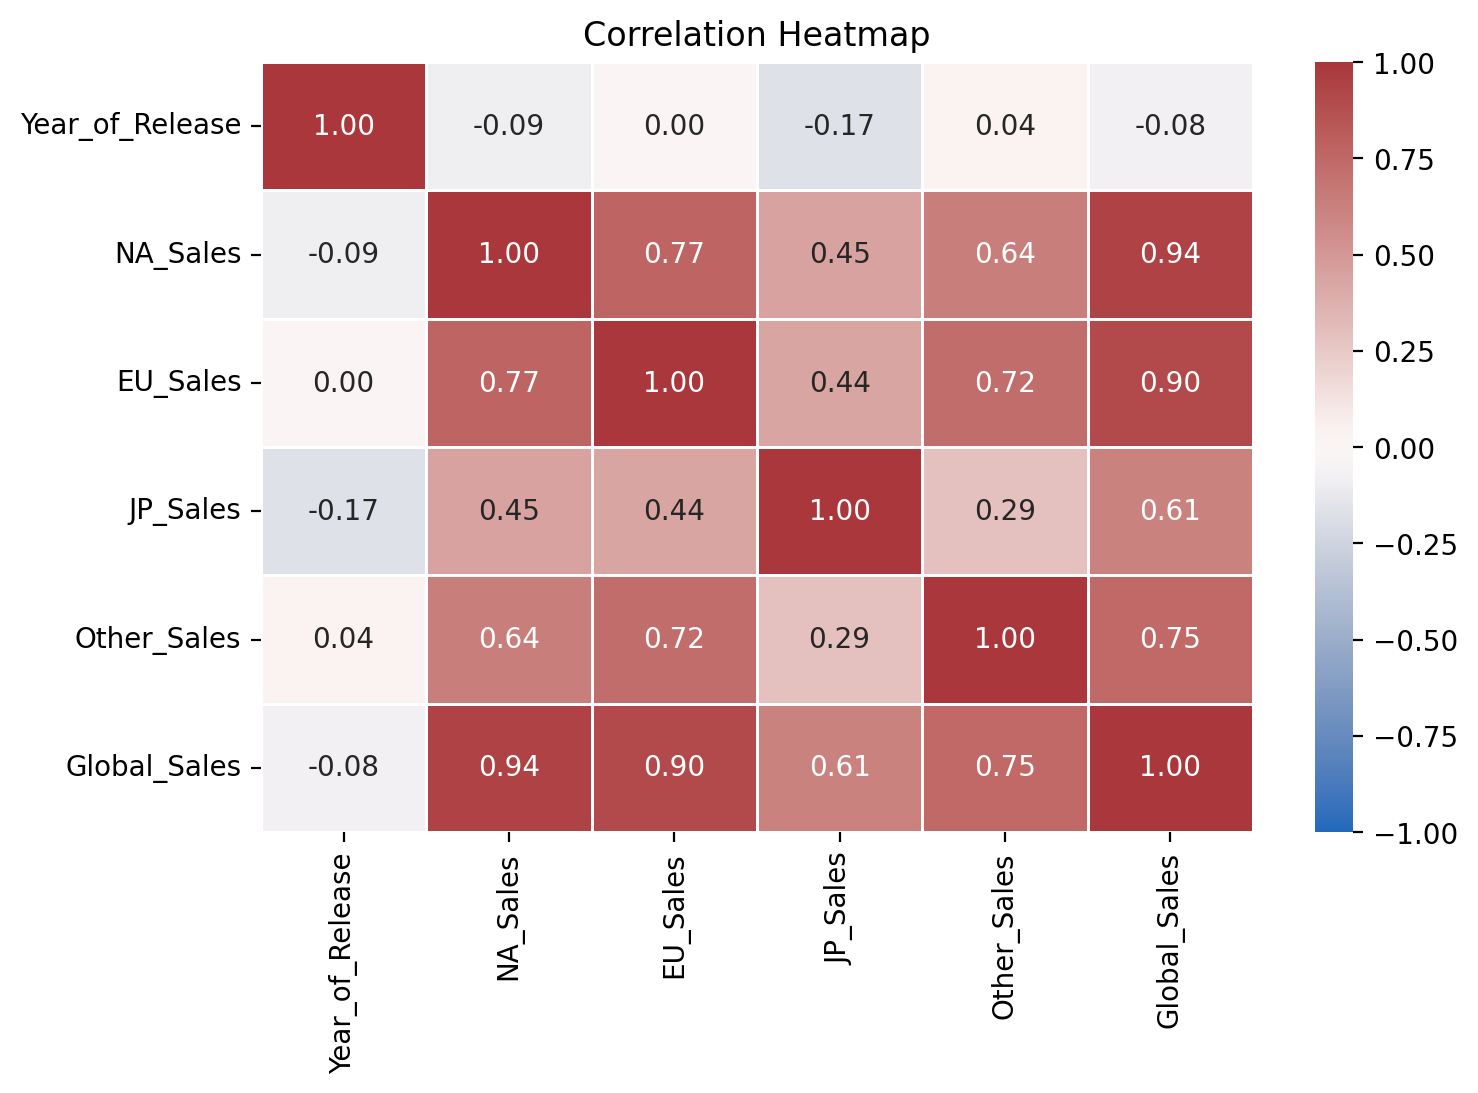 Correlation Heatmap
Year_of_Release 1.00 -0.09 0.00 -0.17 0.04 -0.08
NA_Sales -0.09 1.00 0.77 0.45 0.64 0.94
EU_Sales 0.00 0.77 1.00 0.44 0.72 0.90
JP_Sales -0.17 0.45 0.44 1.00 0.29 0.61
Other_Sales 0.04 0.64 0.72 0.29 1.00 0.75
Global_Sales -0.08 0.94 0.90 0.61 0.75 1.00
Year_of_Release
NA_Sales
EU_Sales
JP_Sales
Other_Sales
Global_Sales
1.00
0.75
0.50
0.25
0.00
−0.25
−0.50
−0.75
−1.00